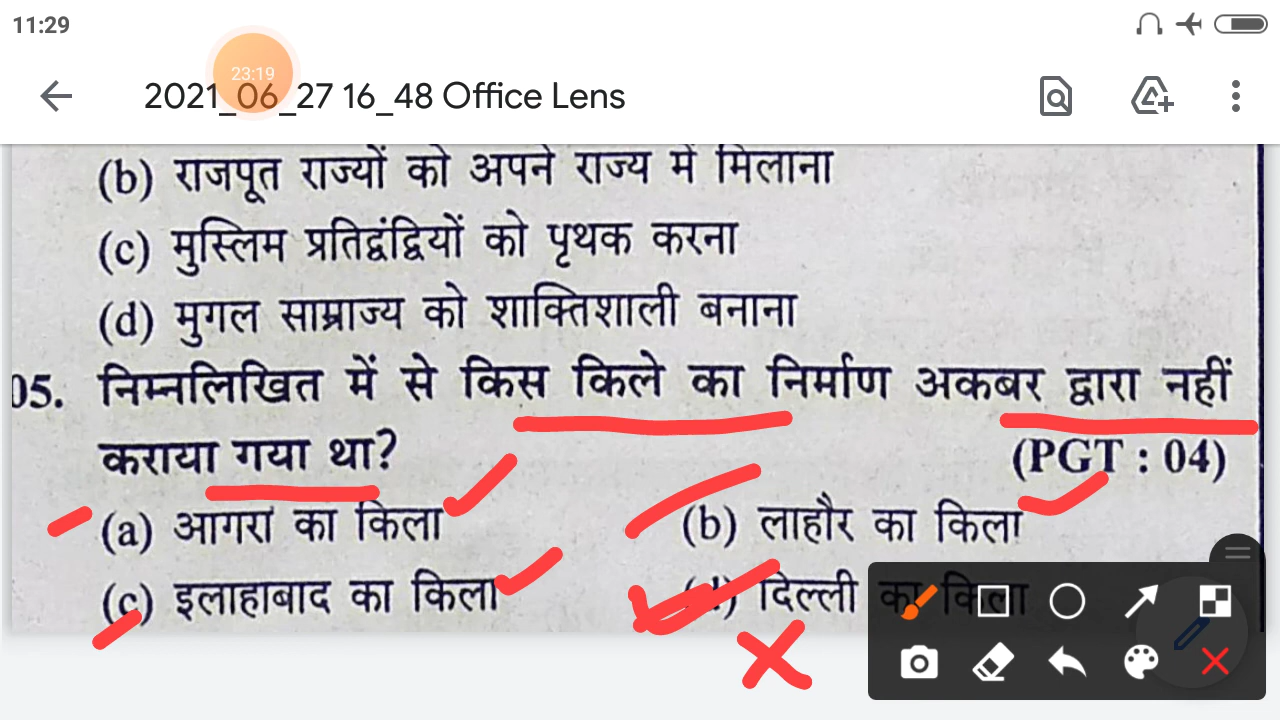 11:29
23:19
2021_06_27 16_48 Office Lens
(b) राजपूत राज्यों को अपने राज्य में मिलाना
(c) मुस्लिम प्रतिद्वंद्वियों को पृथक करना
(d) मुगल साम्राज्य को शाक्तिशाली बनाना
05. निम्नलिखित में से किस किले का निर्माण अकबर द्वारा नहीं
कराया गया था? (PGT : 04)
(a) आगरा का किला (b) लाहौर का किला
(c) इलाहाबाद का किला (d) दिल्ली का किला